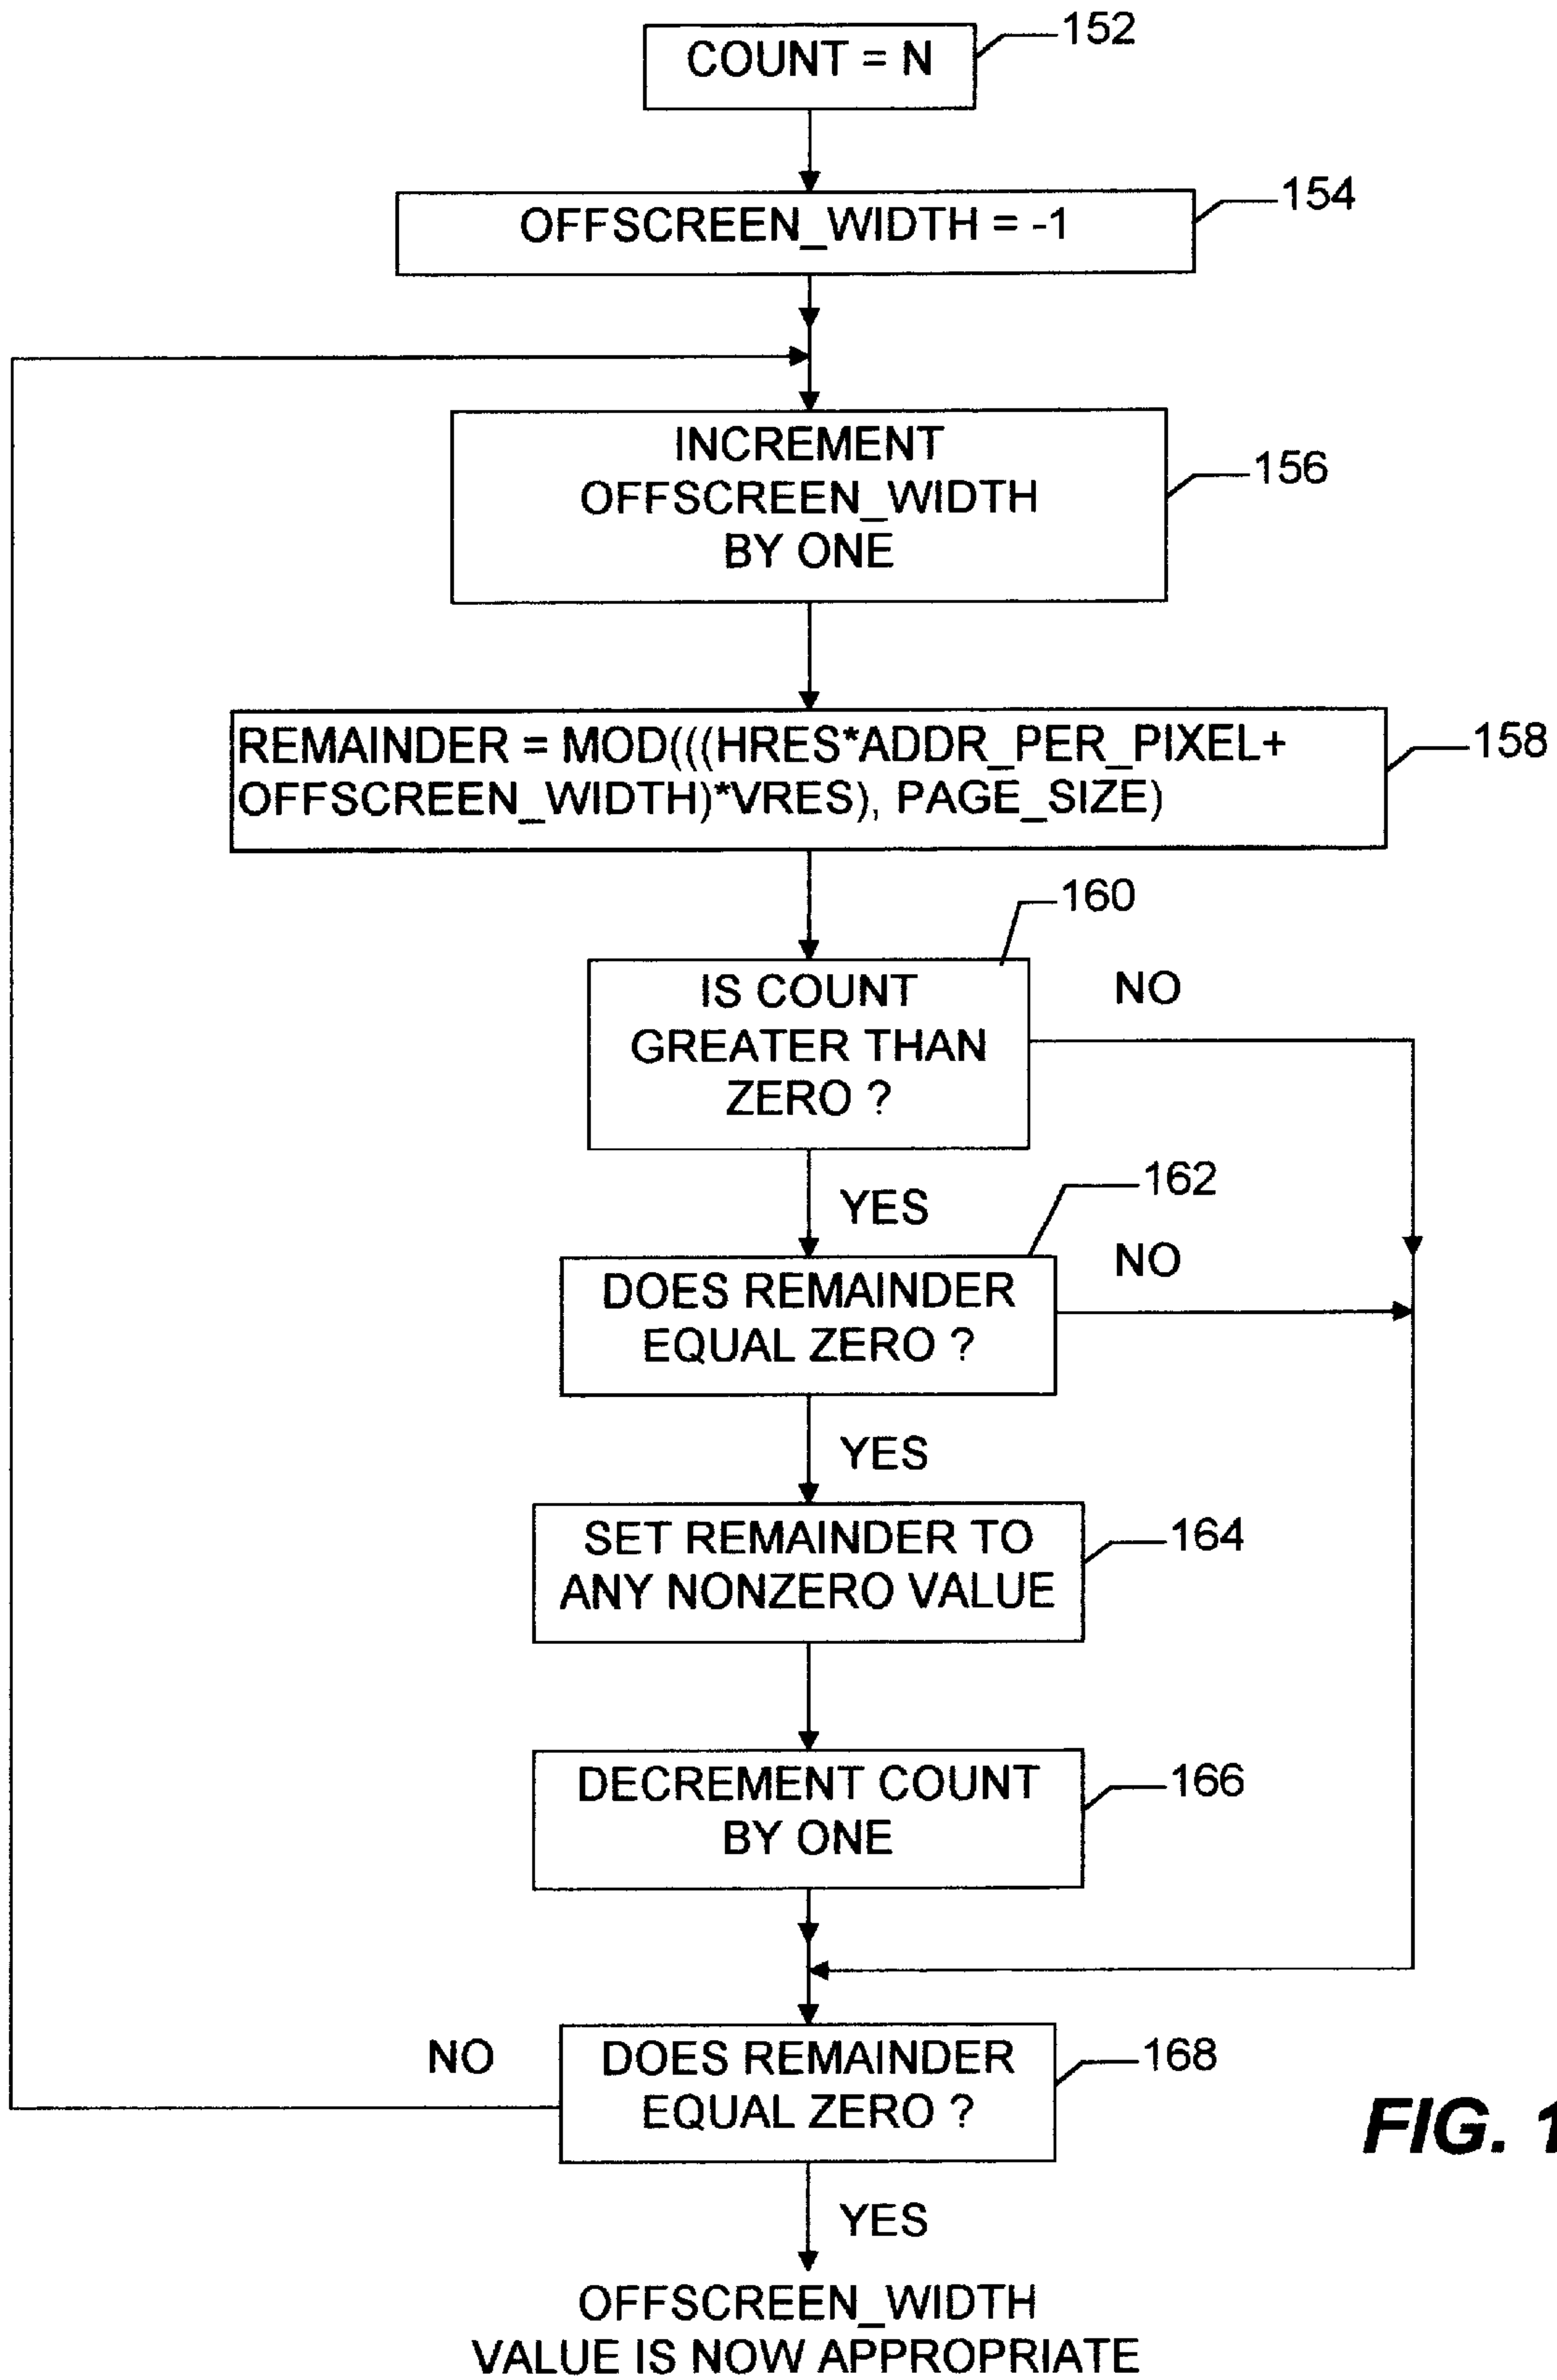 COUNT = N
152
OFFSCREEN_WIDTH = -1
154
INCREMENT
OFFSCREEN_WIDTH
BY ONE
156
REMAINDER = MOD(((HRES*ADDR_PER_PIXEL+
OFFSCREEN_WIDTH)*VRES), PAGE_SIZE)
158
160
IS COUNT
GREATER THAN
ZERO ?
NO
YES
162
DOES REMAINDER
EQUAL ZERO ?
NO
YES
SET REMAINDER TO
ANY NONZERO VALUE
164
DECREMENT COUNT
BY ONE
166
NO
DOES REMAINDER
EQUAL ZERO ?
168
FIG. 1
YES
OFFSCREEN_WIDTH
VALUE IS NOW APPROPRIATE